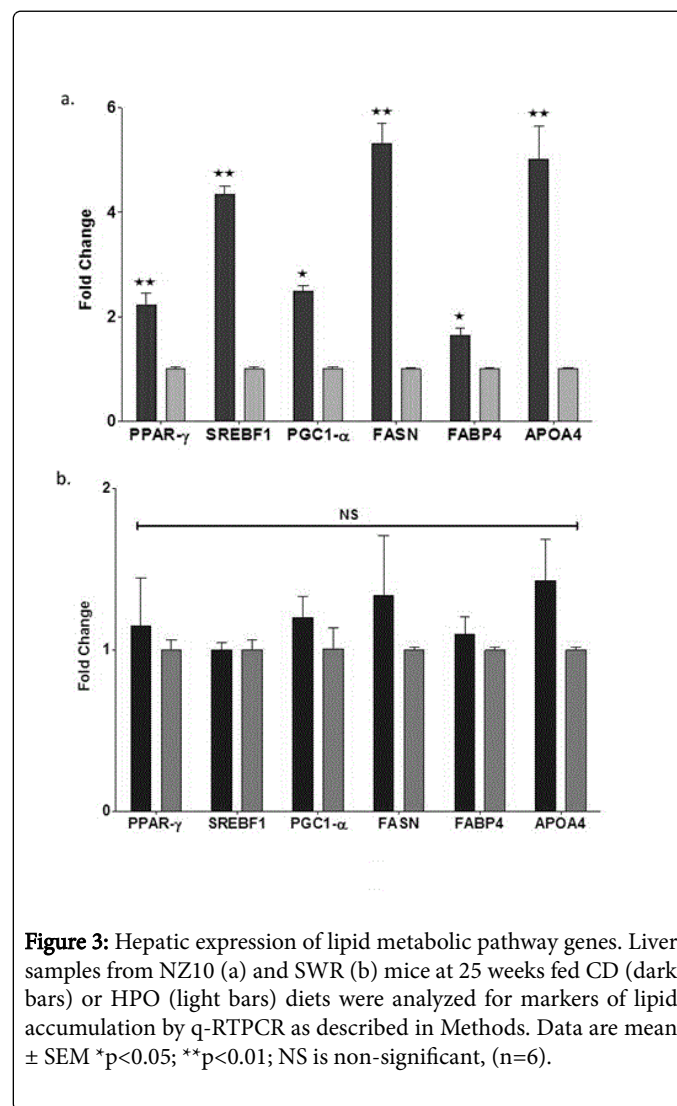 a.
Fold Change
6
4
2
0
★★
★★
★
★★
★
★★
PPAR-γ SREBF1 PGC1-α FASN FABP4 APOA4
b.
Fold Change
2
1
0
NS
PPAR-γ SREBF1 PGC1-α FASN FABP4 APOA4
Figure 3: Hepatic expression of lipid metabolic pathway genes. Liver
samples from NZ10 (a) and SWR (b) mice at 25 weeks fed CD (dark
bars) or HPO (light bars) diets were analyzed for markers of lipid
accumulation by q-RTPCR as described in Methods. Data are mean
± SEM *p<0.05; **p<0.01; NS is non-significant, (n=6).